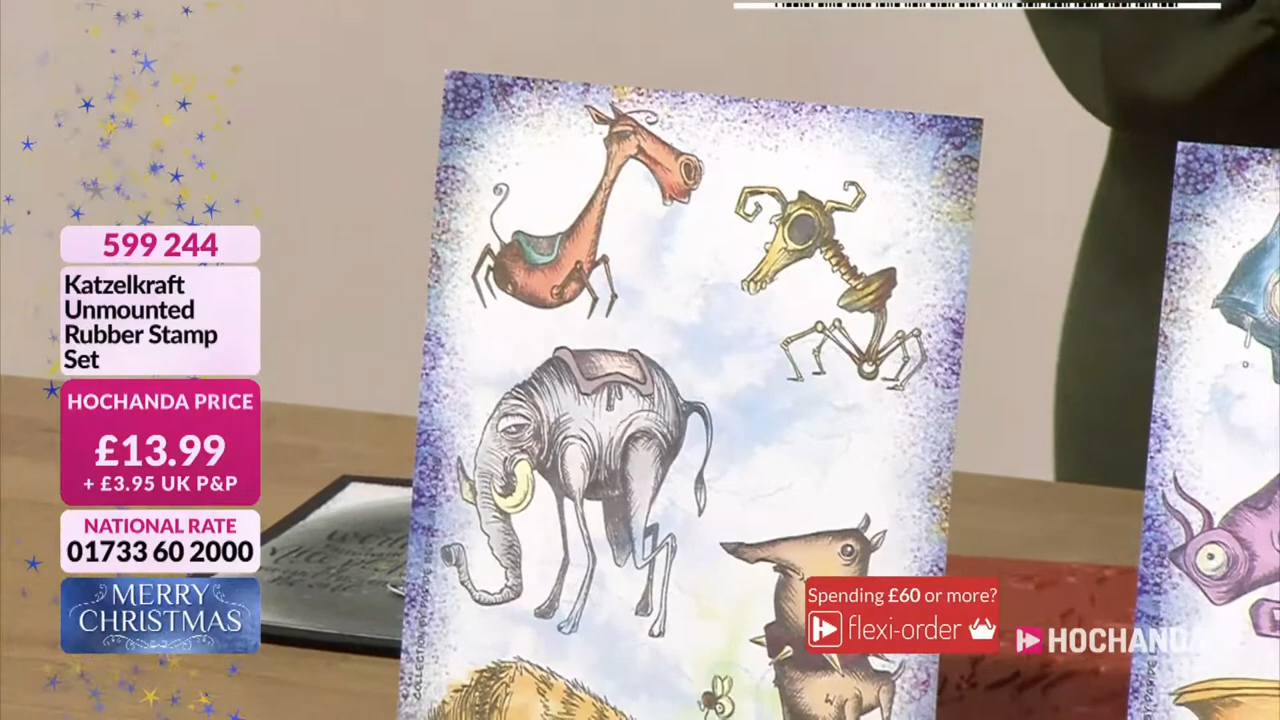 599 244
Katzelkraft
Unmounted
Rubber Stamp
Set
HOCHANDA PRICE
£13.99
+ £3.95 UK P&P
NATIONAL RATE
01733 60 2000
MERRY
CHRISTMAS
Spending £60 or more?
flexi-order
HOCHANDA
COLLECTION